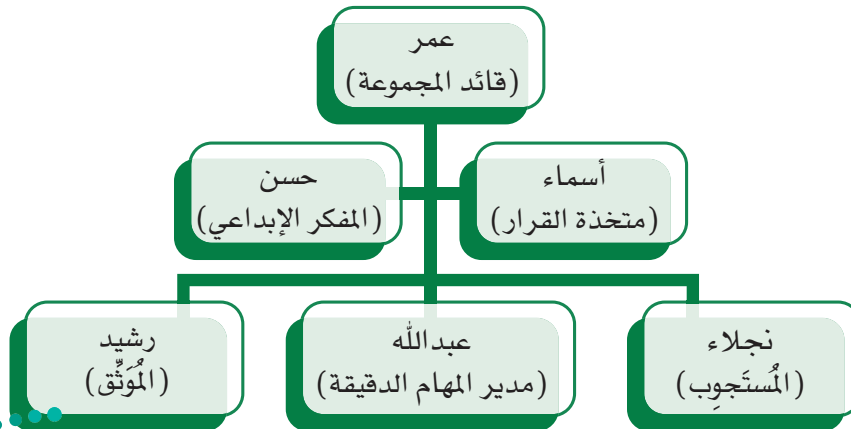 عمر
(قائد المجموعة)
أسماء
(متخذة القرار)
حسن
(المفكر الإبداعي)
نجلاء
(المُستَجوِب)
عبدالله
(مدير المهام الدقيقة)
رشيد
(المُوَثِّق)